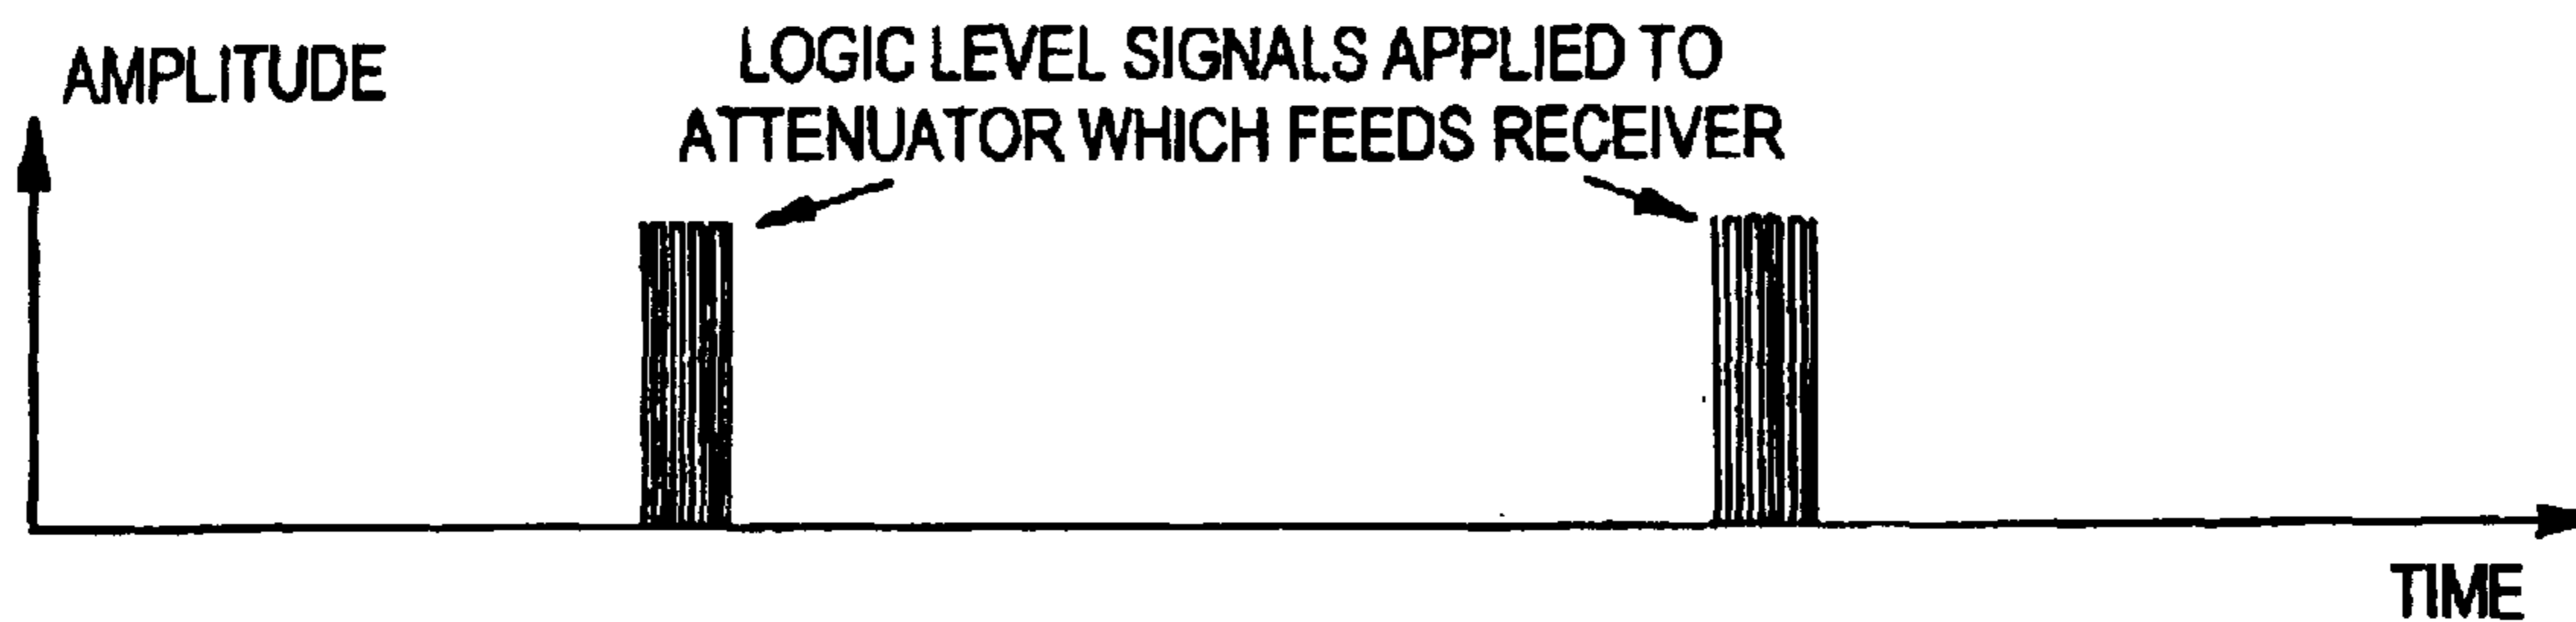 AMPLITUDE
LOGIC LEVEL SIGNALS APPLIED TO
ATTENUATOR WHICH FEEDS RECEIVER
TIME